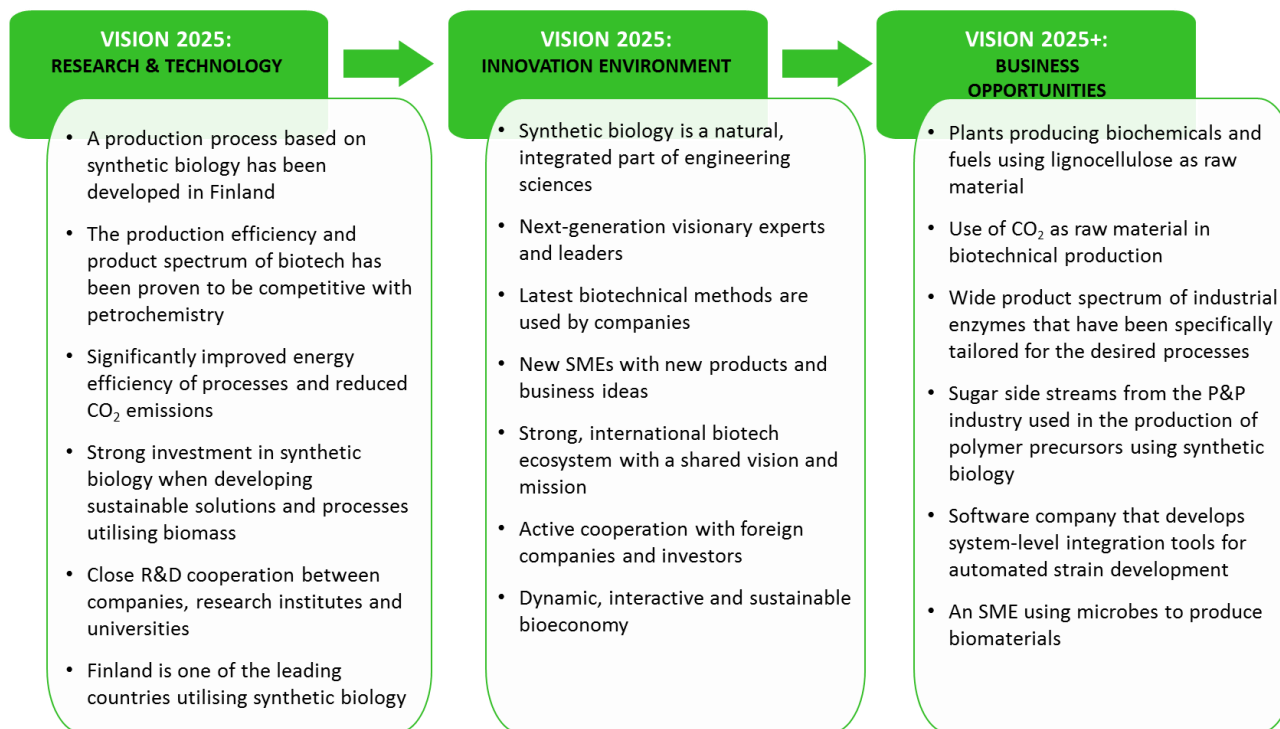 VISION 2025:
RESEARCH & TECHNOLOGY
• A production process based on
synthetic biology has been
developed in Finland
• The production efficiency and
product spectrum of biotech has
been proven to be competitive with
petrochemistry
• Significantly improved energy
efficiency of processes and reduced
CO₂ emissions
• Strong investment in synthetic
biology when developing
sustainable solutions and processes
utilising biomass
• Close R&D cooperation between
companies, research institutes and
universities
• Finland is one of the leading
countries utilising synthetic biology
VISION 2025:
INNOVATION ENVIRONMENT
• Synthetic biology is a natural,
integrated part of engineering
sciences
• Next-generation visionary experts
and leaders
• Latest biotechnical methods are
used by companies
• New SMEs with new products and
business ideas
• Strong, international biotech
ecosystem with a shared vision and
mission
• Active cooperation with foreign
companies and investors
• Dynamic, interactive and sustainable
bioeconomy
VISION 2025+:
BUSINESS
OPPORTUNITIES
• Plants producing biochemicals and
fuels using lignocellulose as raw
material
• Use of CO₂ as raw material in
biotechnical production
• Wide product spectrum of industrial
enzymes that have been specifically
tailored for the desired processes
• Sugar side streams from the P&P
industry used in the production of
polymer precursors using synthetic
biology
• Software company that develops
system-level integration tools for
automated strain development
• An SME using microbes to produce
biomaterials